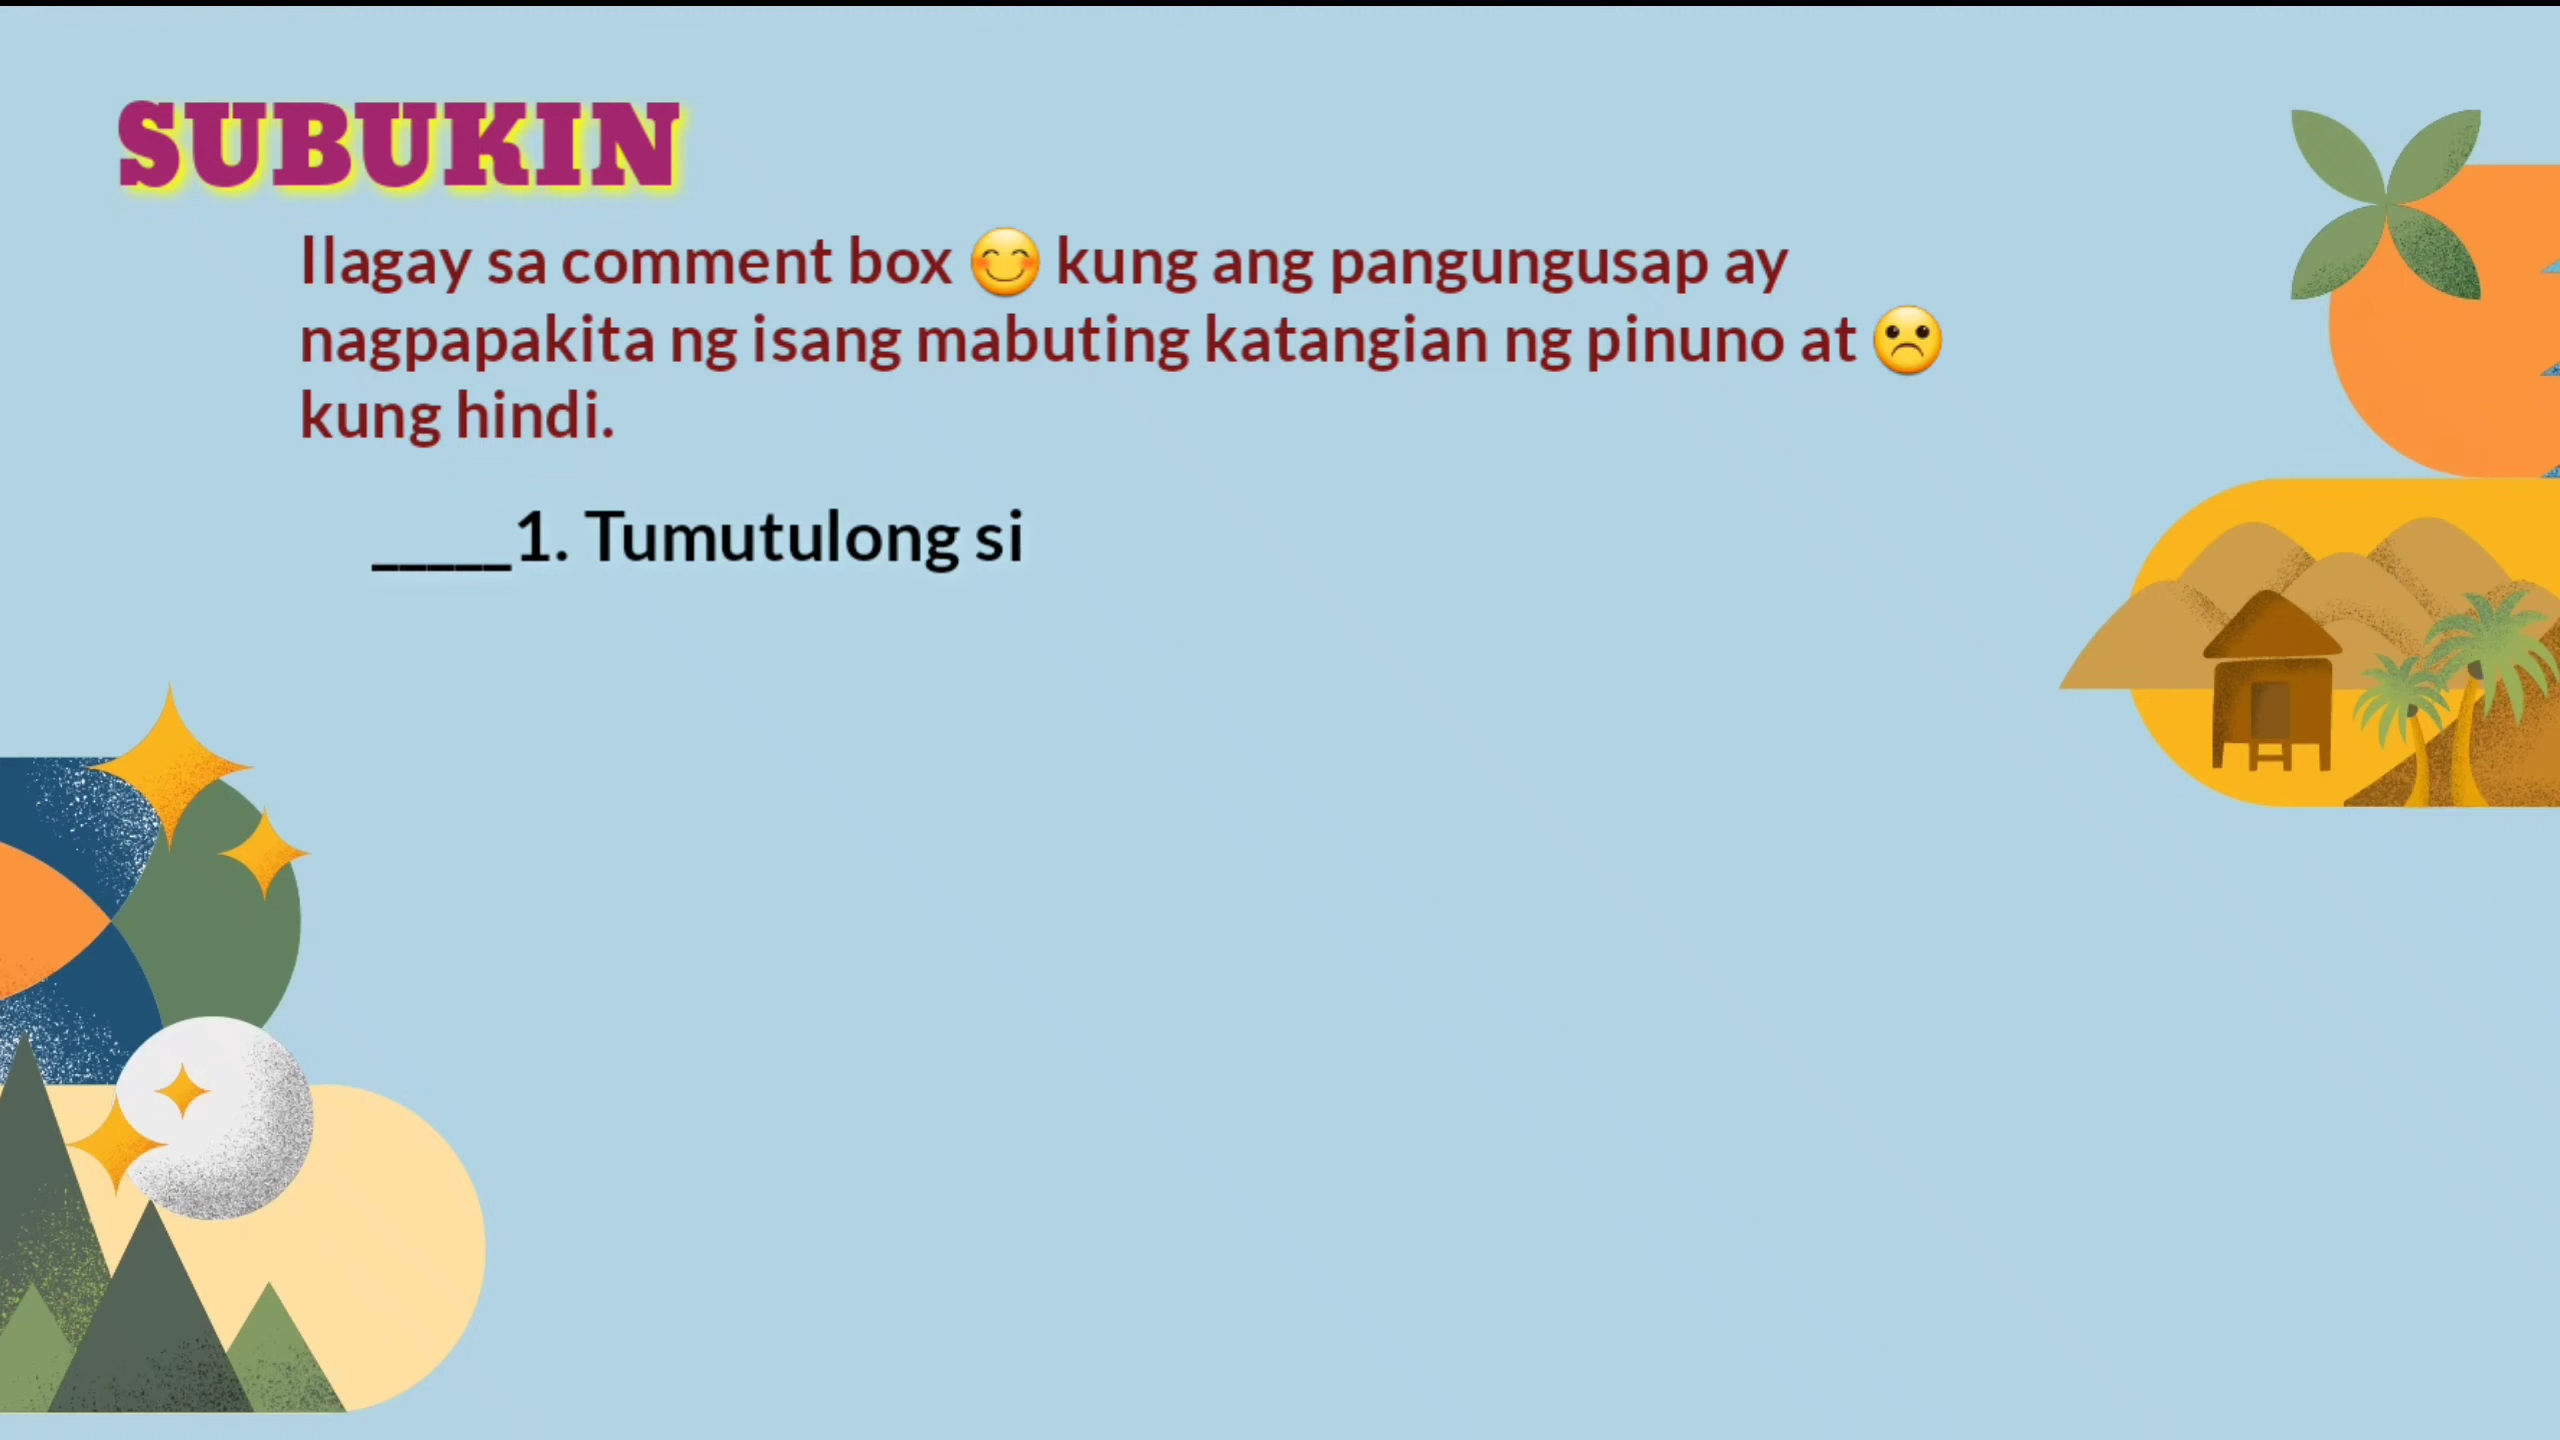 SUBUKIN
Ilagay sa comment box 😊 kung ang pangungusap ay
nagpapakita ng isang mabuting katangian ng pinuno at ☹️
kung hindi.
_____1. Tumutulong si